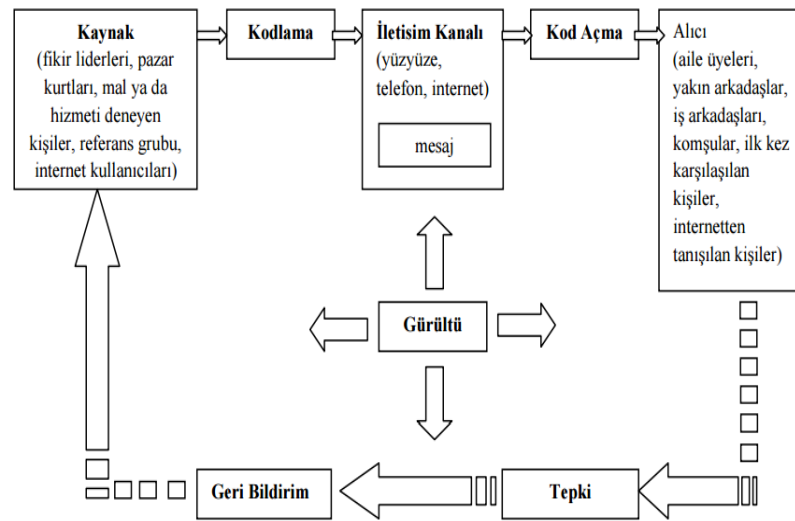 Kaynak
(fikir liderleri, pazar
kurtları, mal ya da
hizmeti deneyen
kişiler, referans grubu,
internet kullanıcıları)
Kodlama
İletisim Kanalı
(yüzyüze,
telefon, internet)
mesaj
Kod Açma
Alıcı
(aile üyeleri,
yakın arkadaşlar,
iş arkadaşları,
komşular, ilk kez
karşılaşılan
kişiler,
internetten
tanışılan kişiler)
Gürültü
Geri Bildirim
Tepki